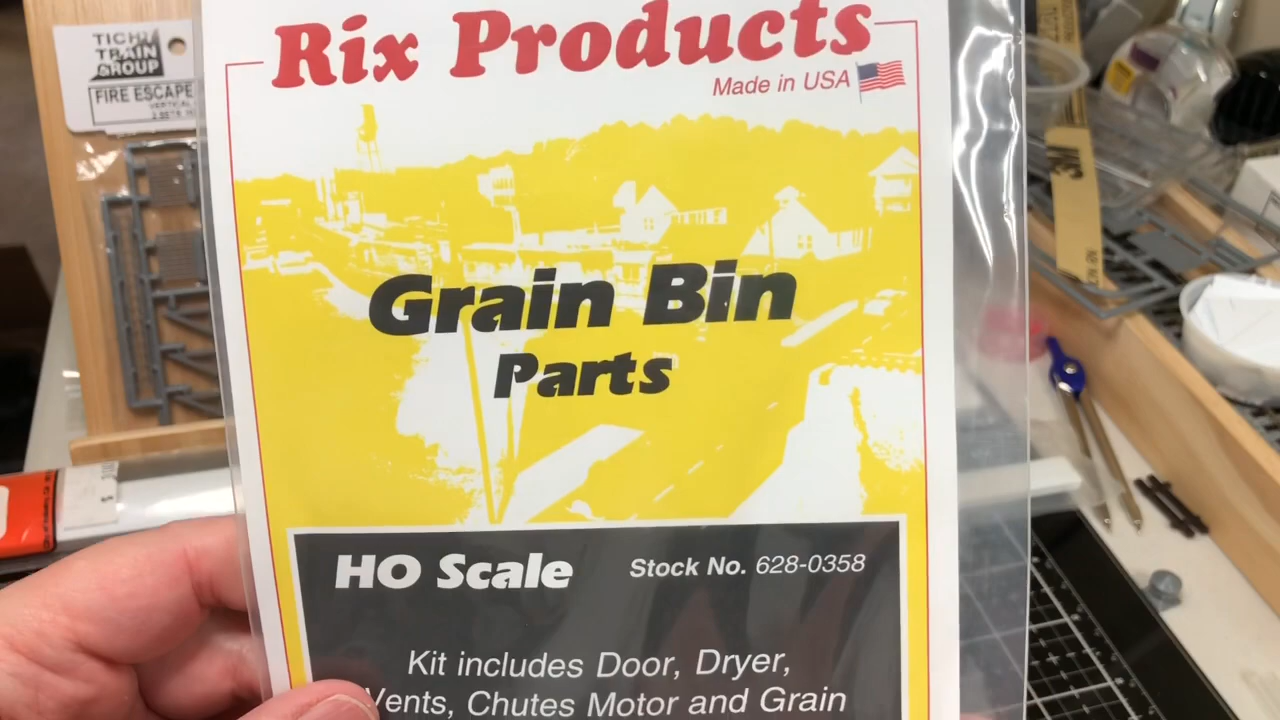 TICHY
TRAIN
GROUP
FIRE ESCAPE
Rix Products
Made in USA
Grain Bin
Parts
HO Scale
Stock No. 628-0358
Kit includes Door, Dryer,
Vents, Chutes Motor and Grain
3M